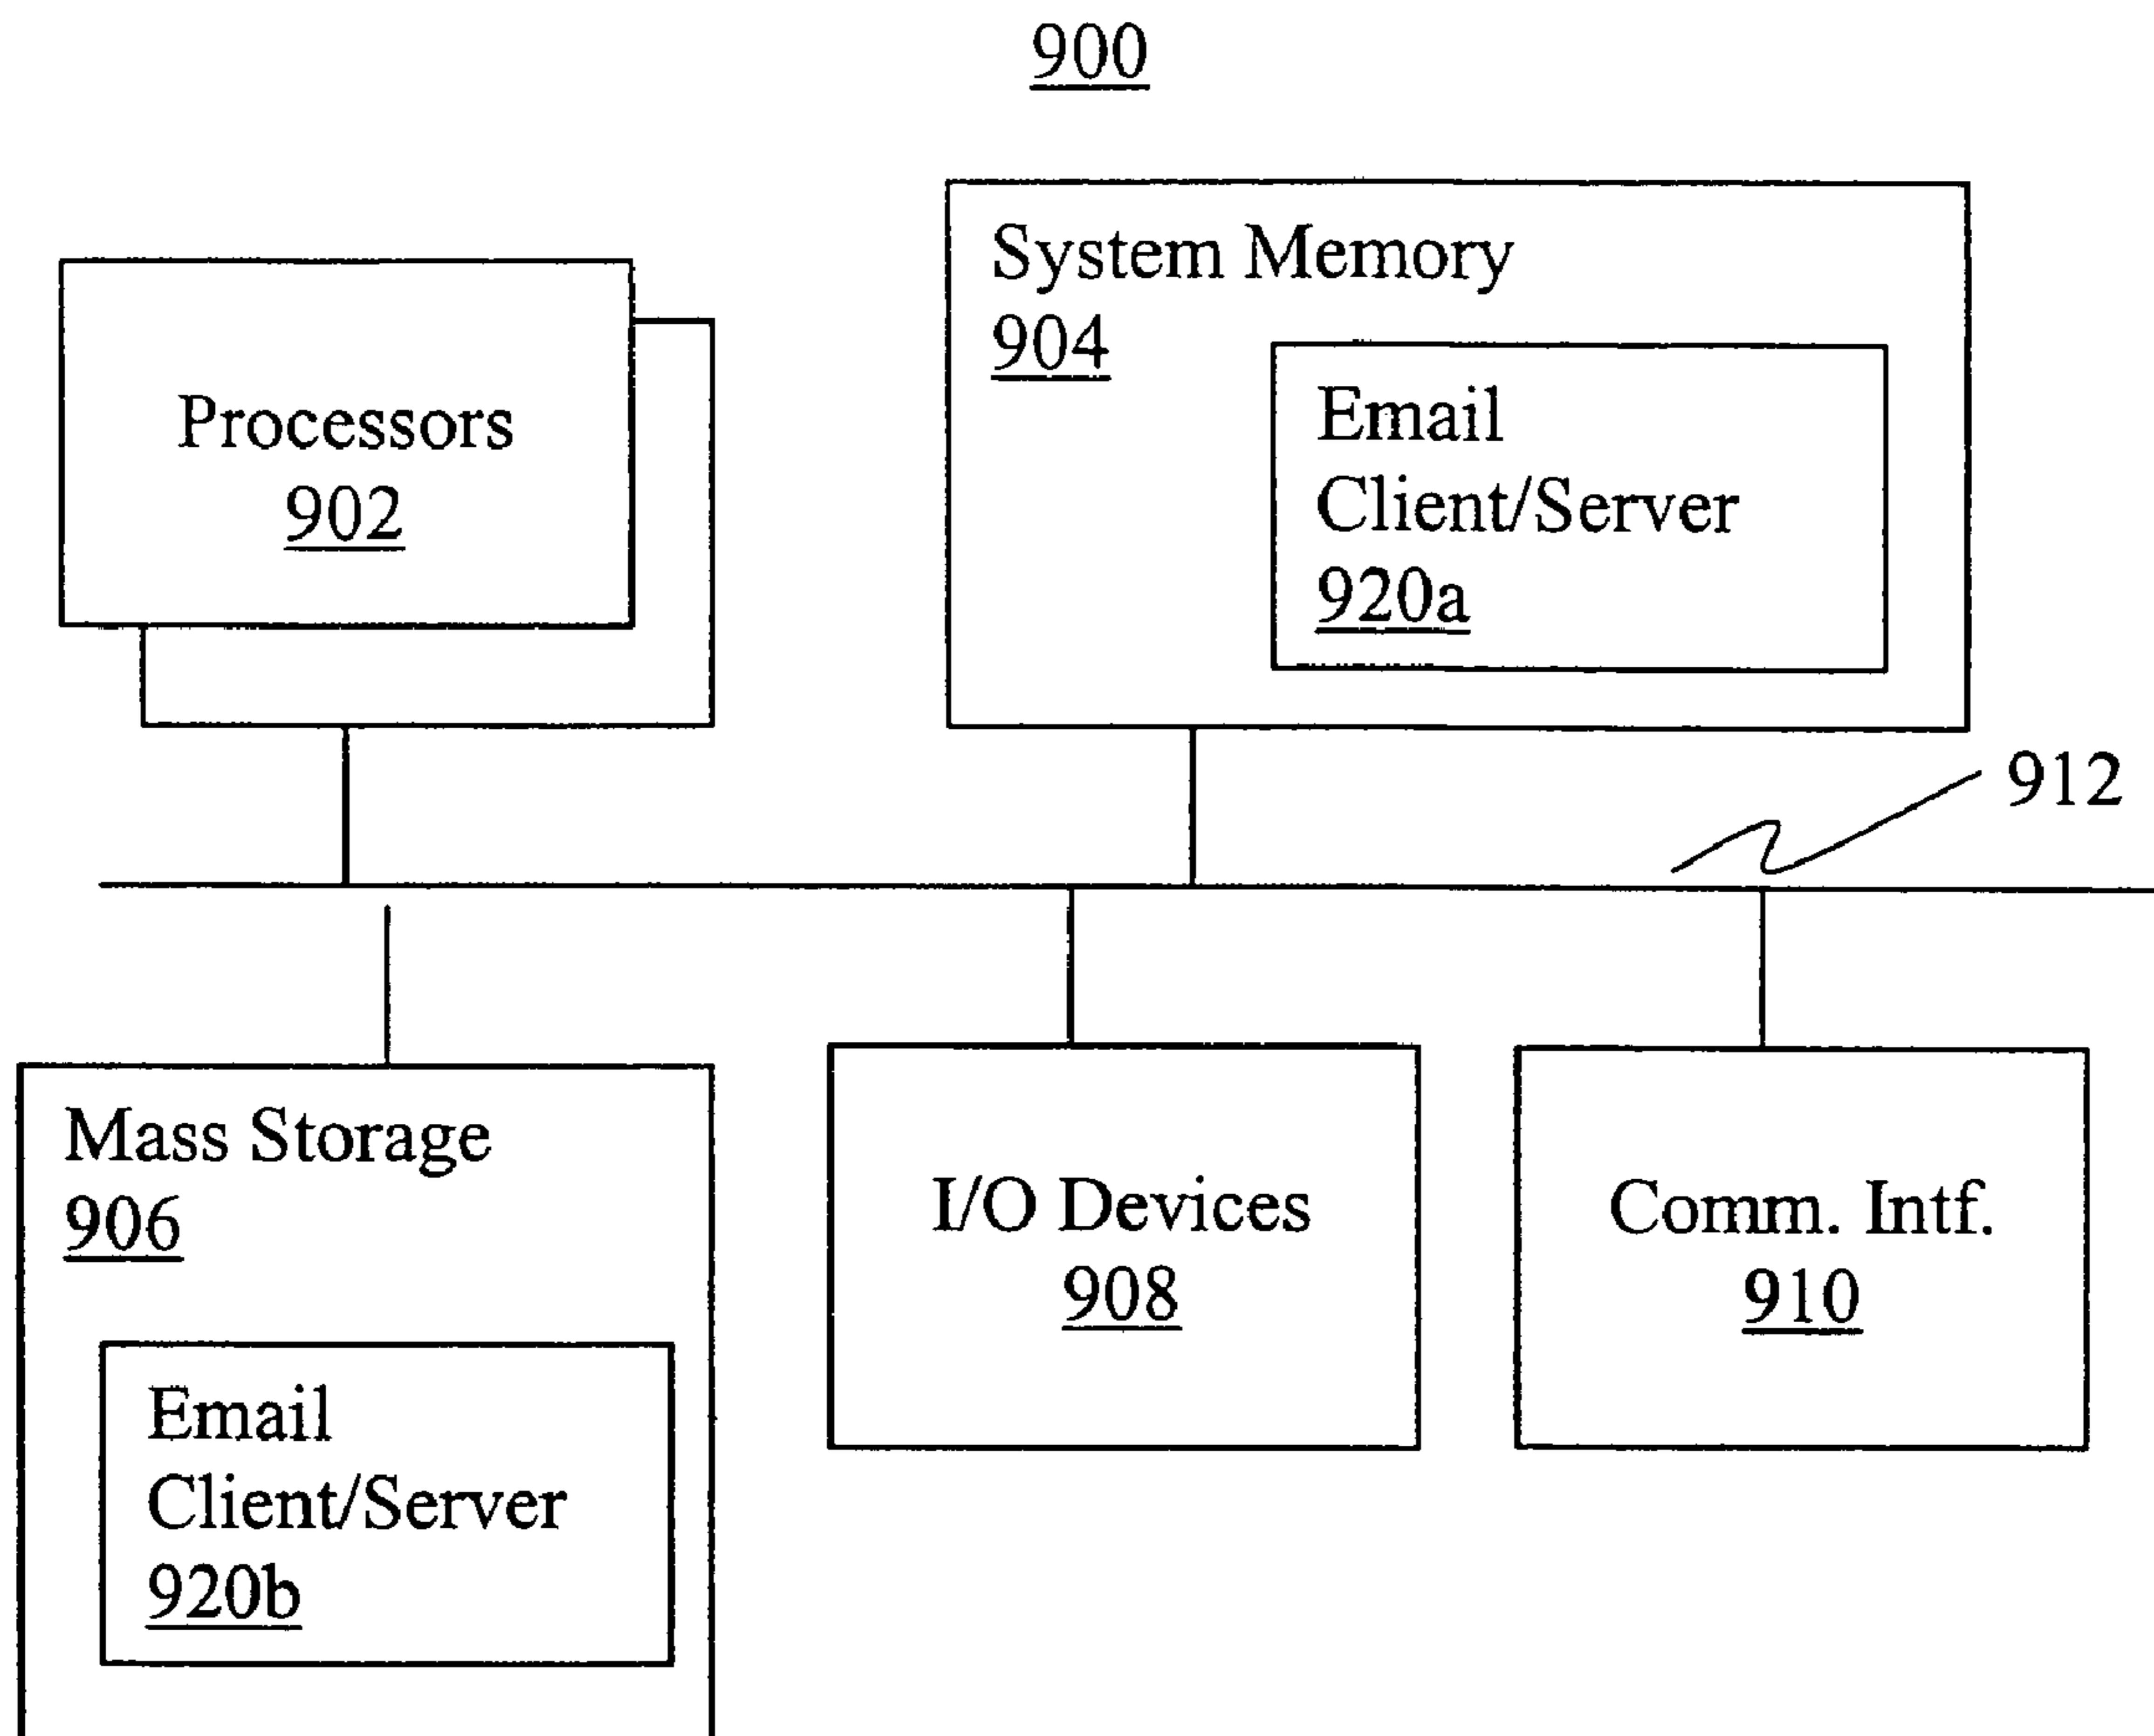 900
System Memory
904
Email
Client/Server
920a
Processors
902
912
Mass Storage
906
Email
Client/Server
920b
I/O Devices
908
Comm. Intf.
910